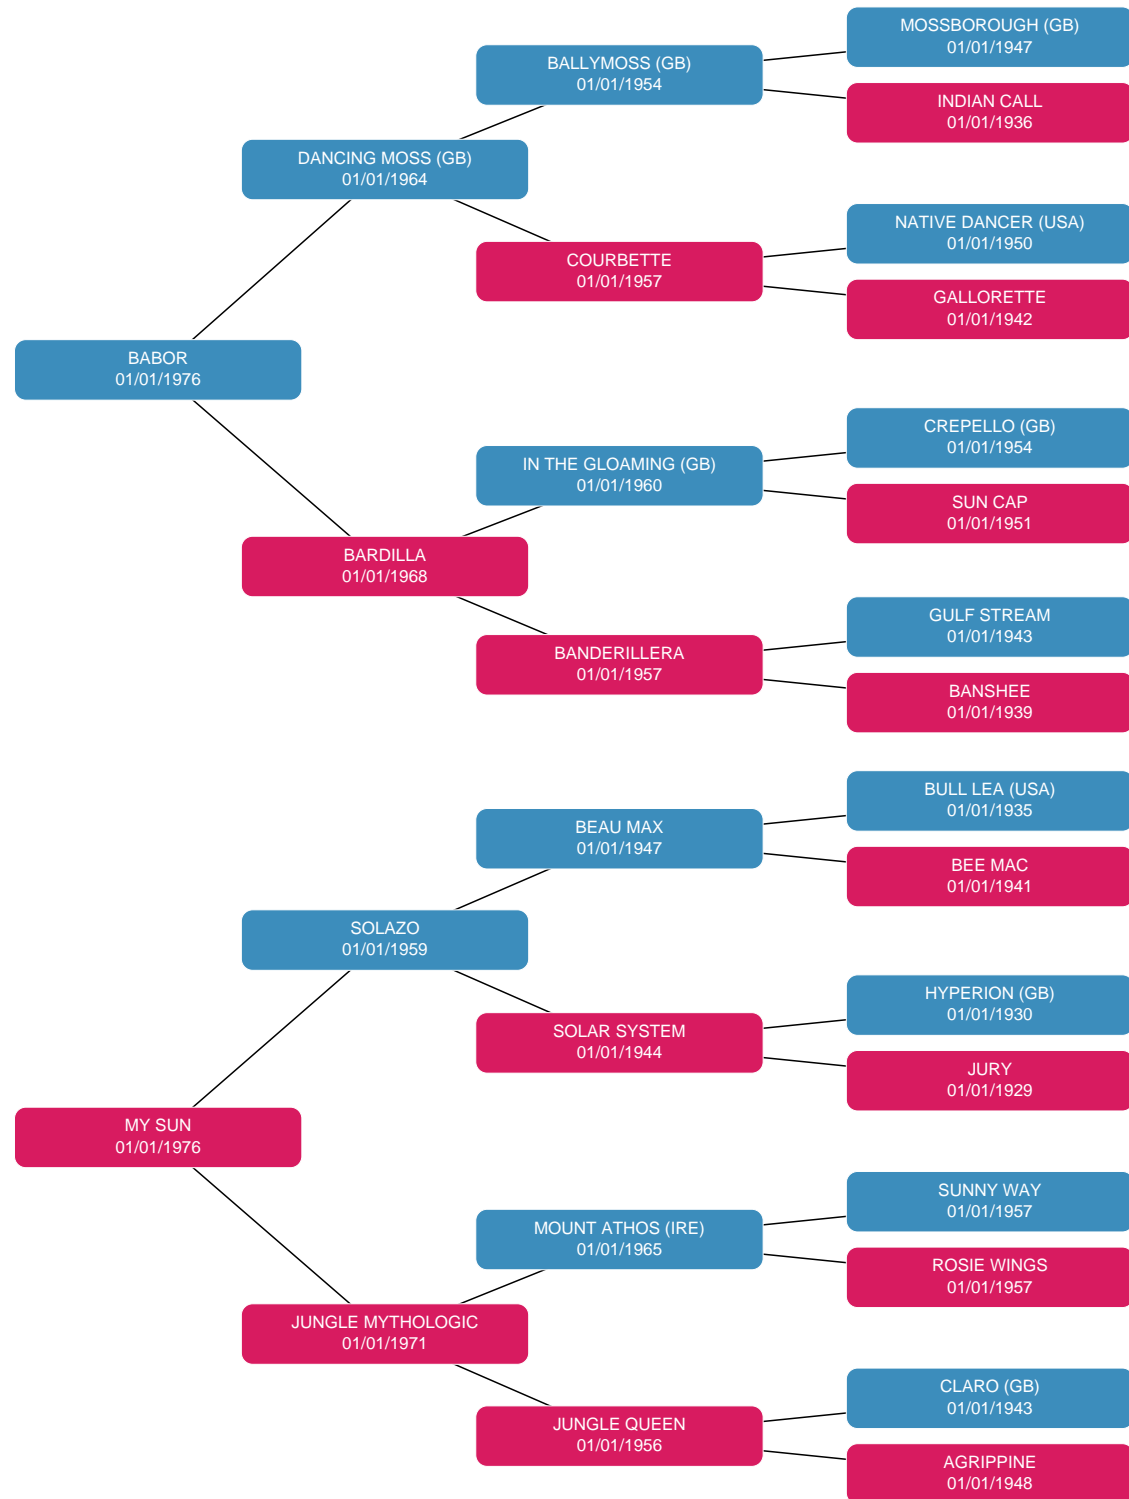 MOSSBOROUGH (GB)
01/01/1947
BALLYMOSS (GB)
01/01/1954
INDIAN CALL
01/01/1936
DANCING MOSS (GB)
01/01/1964
NATIVE DANCER (USA)
01/01/1950
COURBETTE
01/01/1957
GALLORETTE
01/01/1942
BABOR
01/01/1976
CREPELLO (GB)
01/01/1954
IN THE GLOAMING (GB)
01/01/1960
SUN CAP
01/01/1951
BARDILLA
01/01/1968
GULF STREAM
01/01/1943
BANDERILLERA
01/01/1957
BANSHEE
01/01/1939
BULL LEA (USA)
01/01/1935
BEAU MAX
01/01/1947
BEE MAC
01/01/1941
SOLAZO
01/01/1959
HYPERION (GB)
01/01/1930
SOLAR SYSTEM
01/01/1944
JURY
01/01/1929
MY SUN
01/01/1976
SUNNY WAY
01/01/1957
MOUNT ATHOS (IRE)
01/01/1965
ROSIE WINGS
01/01/1957
JUNGLE MYTHOLOGIC
01/01/1971
CLARO (GB)
01/01/1943
JUNGLE QUEEN
01/01/1956
AGRIPPINE
01/01/1948